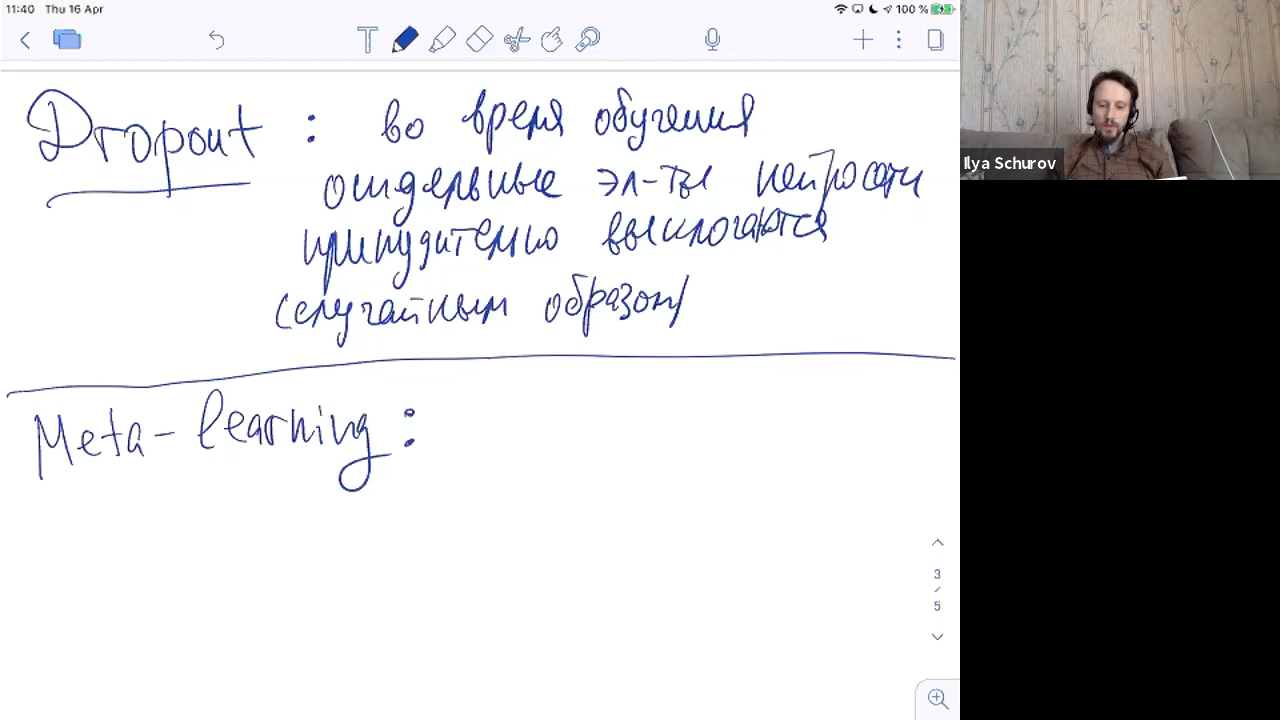 11:40 Thu 16 Apr
100 %
Dropout : во время обучения
отдельные эл-ты нейросети
принудительно выключаются
(случайным образом)
Meta-learning:
3
/
5
Ilya Schurov